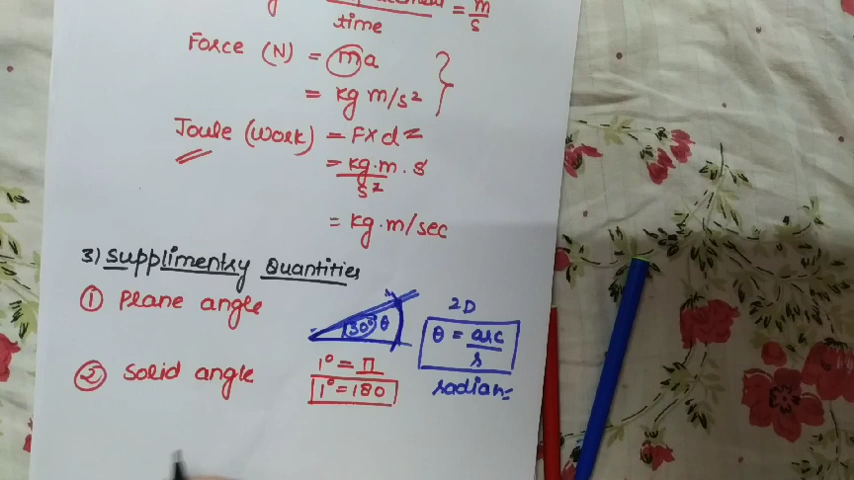 = m/s
time
Force (N) = ma
= kg m/s²
Joule (work) = F×d
= kg.m . s / s²
= kg.m/sec
3) Supplimentry Quantities
① Plane angle
30° θ
2D
θ = arc / r
radian
② Solid angle
1° = π
1° = 180